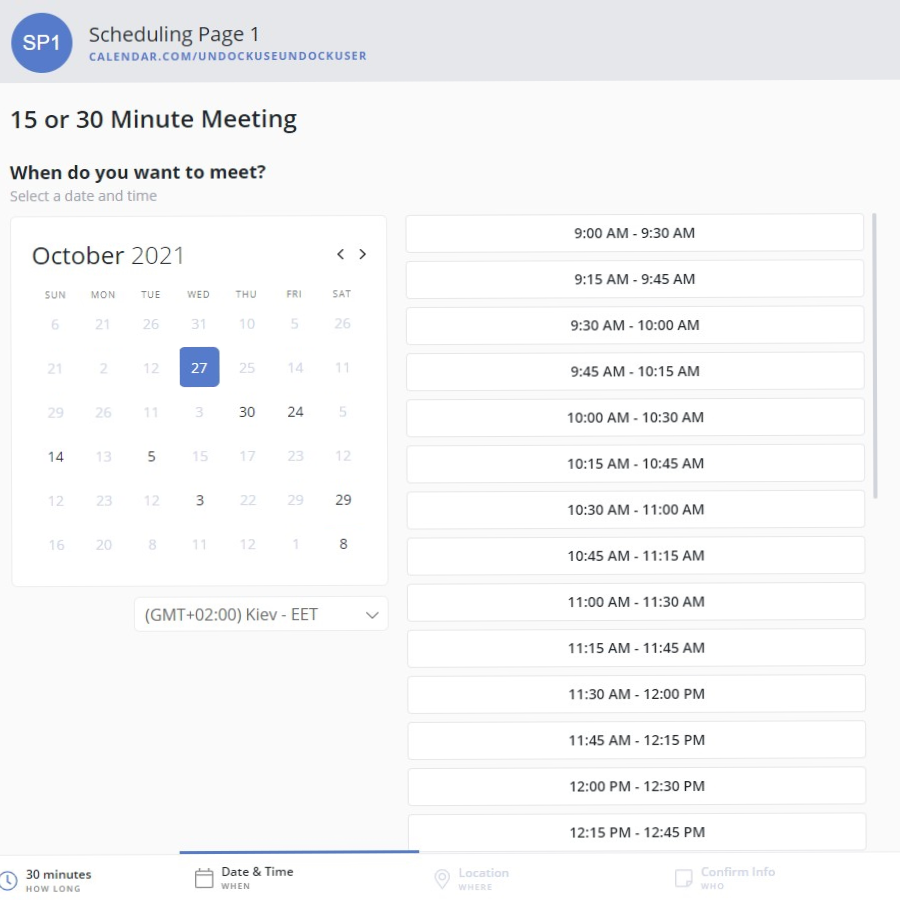 SP1
Scheduling Page 1
CALENDAR.COM/UNDOCKUSEUNDOCKUSER
15 or 30 Minute Meeting
When do you want to meet?
Select a date and time
October 2021
SUN MON TUE WED THU FRI SAT
6 21 26 31 10 5 26
21 2 12 27 25 14 11
29 26 11 3 30 24 5
14 13 5 15 17 23 12
12 23 12 3 22 29 29
16 20 8 11 12 1 8
(GMT+02:00) Kiev - EET
9:00 AM - 9:30 AM
9:15 AM - 9:45 AM
9:30 AM - 10:00 AM
9:45 AM - 10:15 AM
10:00 AM - 10:30 AM
10:15 AM - 10:45 AM
10:30 AM - 11:00 AM
10:45 AM - 11:15 AM
11:00 AM - 11:30 AM
11:15 AM - 11:45 AM
11:30 AM - 12:00 PM
11:45 AM - 12:15 PM
12:00 PM - 12:30 PM
12:15 PM - 12:45 PM
30 minutes
HOW LONG
Date & Time
WHEN
Location
WHERE
Confirm Info
WHO